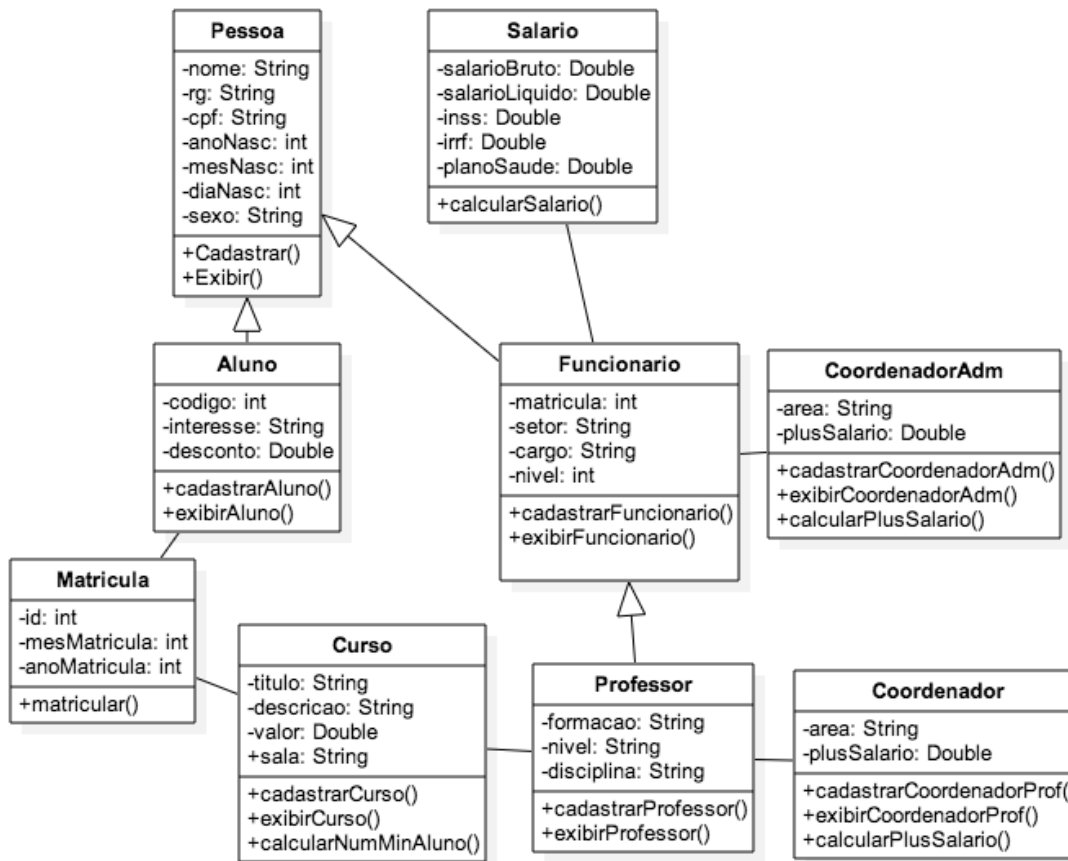 Pessoa
-nome: String
-rg: String
-cpf: String
-anoNasc: int
-mesNasc: int
-diaNasc: int
-sexo: String
+Cadastrar()
+Exibir()
Salario
-salarioBruto: Double
-salarioLiquido: Double
-inss: Double
-irrf: Double
-planoSaude: Double
+calcularSalario()
Aluno
-codigo: int
-interesse: String
-desconto: Double
+cadastrarAluno()
+exibirAluno()
Funcionario
-matricula: int
-setor: String
-cargo: String
-nivel: int
+cadastrarFuncionario()
+exibirFuncionario()
CoordenadorAdm
-area: String
-plusSalario: Double
+cadastrarCoordenadorAdm()
+exibirCoordenadorAdm()
+calcularPlusSalario()
Matricula
-id: int
-mesMatricula: int
-anoMatricula: int
+matricular()
Curso
-titulo: String
-descricao: String
-valor: Double
+sala: String
+cadastrarCurso()
+exibirCurso()
+calcularNumMinAluno()
Professor
-formacao: String
-nivel: String
-disciplina: String
+cadastrarProfessor()
+exibirProfessor()
Coordenador
-area: String
-plusSalario: Double
+cadastrarCoordenadorProf(
+exibirCoordenadorProf()
+calcularPlusSalario()